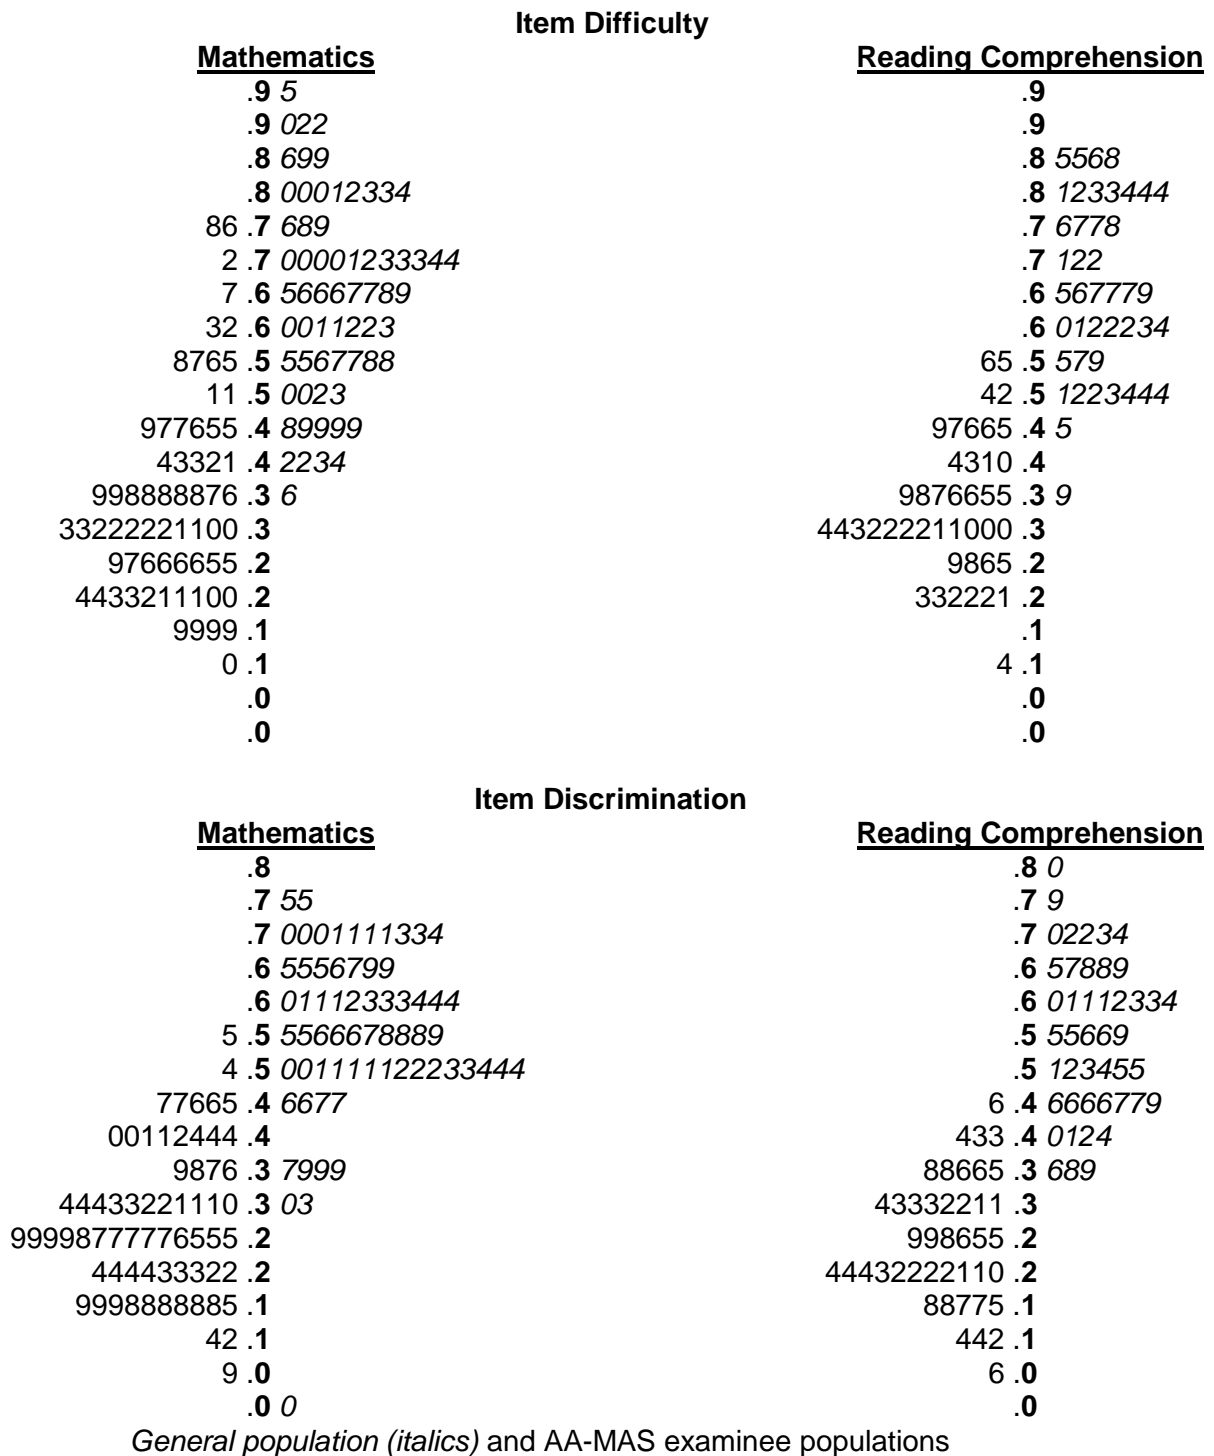 Item Difficulty
Mathematics Reading Comprehension
.9 5 .9
.9 022 .9
.8 699 .8 5568
.8 00012334 .8 1233444
86 .7 689 .7 6778
2 .7 00001233344 .7 122
7 .6 56667789 .6 567779
32 .6 0011223 .6 0122234
8765 .5 5567788 65 .5 579
11 .5 0023 42 .5 1223444
977655 .4 89999 97665 .4 5
43321 .4 2234 4310 .4
998888876 .3 6 9876655 .3 9
33222221100 .3 443222211000 .3
97666655 .2 9865 .2
4433211100 .2 332221 .2
9999 .1 .1
0 .1 4 .1
.0 .0
.0 .0
Item Discrimination
Mathematics Reading Comprehension
.8 .8 0
.7 55 .7 9
.7 0001111334 .7 02234
.6 5556799 .6 57889
.6 01112333444 .6 01112334
5 .5 5566678889 .5 55669
4 .5 001111122233444 .5 123455
77665 .4 6677 6 .4 6666779
00112444 .4 433 .4 0124
9876 .3 7999 88665 .3 689
44433221110 .3 03 43332211 .3
99998777776555 .2 998655 .2
444433322 .2 44432222110 .2
9998888885 .1 88775 .1
42 .1 442 .1
9 .0 6 .0
.0 0 .0
General population (italics) and AA-MAS examinee populations